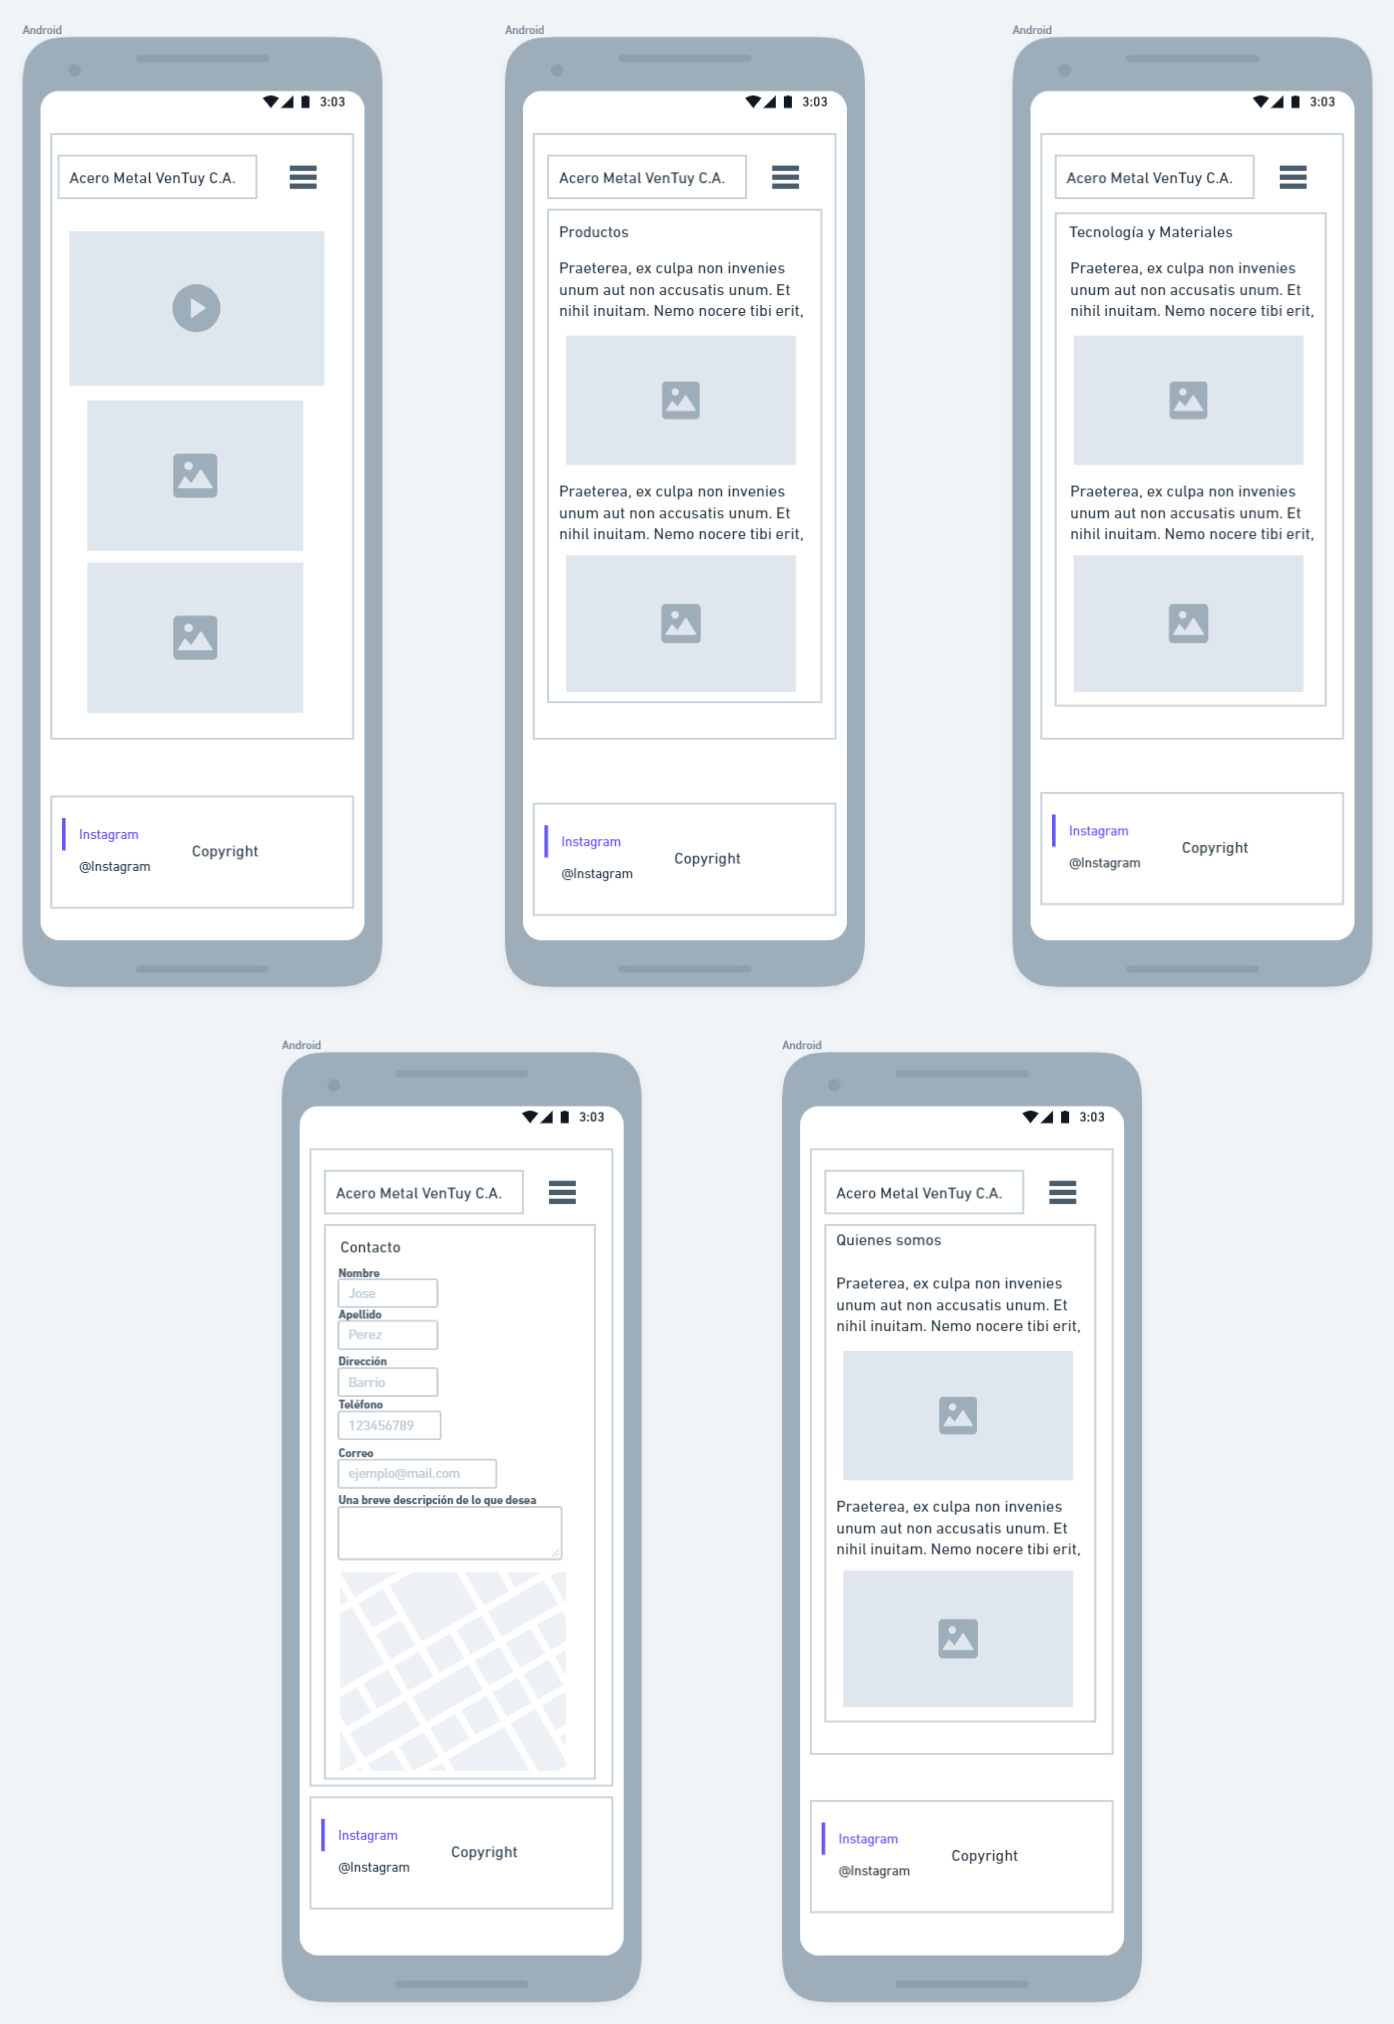 Android
3:03
Acero Metal VenTuy C.A.
Instagram
@Instagram
Copyright
Android
3:03
Acero Metal VenTuy C.A.
Productos
Praeterea, ex culpa non invenies
unum aut non accusatis unum. Et
nihil inuitam. Nemo nocere tibi erit,
Praeterea, ex culpa non invenies
unum aut non accusatis unum. Et
nihil inuitam. Nemo nocere tibi erit,
Instagram
@Instagram
Copyright
Android
3:03
Acero Metal VenTuy C.A.
Tecnología y Materiales
Praeterea, ex culpa non invenies
unum aut non accusatis unum. Et
nihil inuitam. Nemo nocere tibi erit,
Praeterea, ex culpa non invenies
unum aut non accusatis unum. Et
nihil inuitam. Nemo nocere tibi erit,
Instagram
@Instagram
Copyright
Android
3:03
Acero Metal VenTuy C.A.
Contacto
Nombre
Jose
Apellido
Perez
Dirección
Barrio
Teléfono
123456789
Correo
ejemplo@mail.com
Una breve descripción de lo que desea
Instagram
@Instagram
Copyright
Android
3:03
Acero Metal VenTuy C.A.
Quienes somos
Praeterea, ex culpa non invenies
unum aut non accusatis unum. Et
nihil inuitam. Nemo nocere tibi erit,
Praeterea, ex culpa non invenies
unum aut non accusatis unum. Et
nihil inuitam. Nemo nocere tibi erit,
Instagram
@Instagram
Copyright